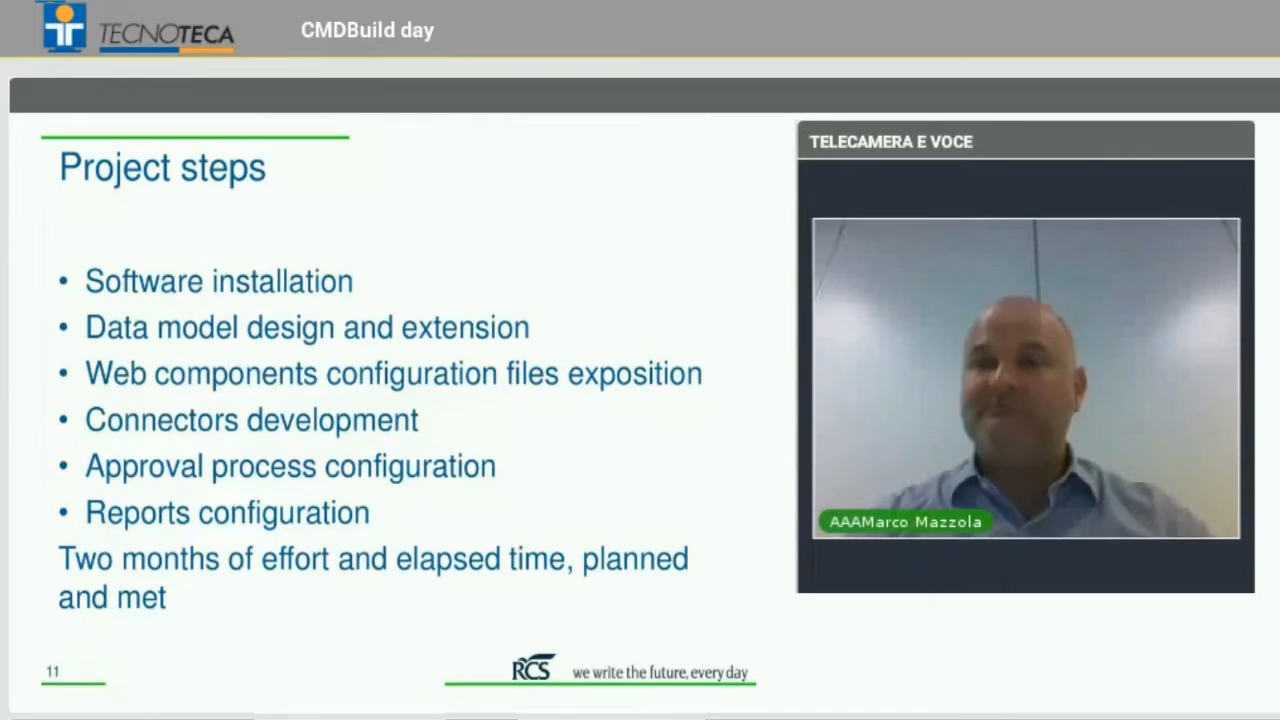 TECNOTECA
CMDBuild day
TELECAMERA E VOCE
Project steps
• Software installation
• Data model design and extension
• Web components configuration files exposition
• Connectors development
• Approval process configuration
• Reports configuration
Two months of effort and elapsed time, planned
and met
AAAMarco Mazzola
11
RCS we write the future, every day